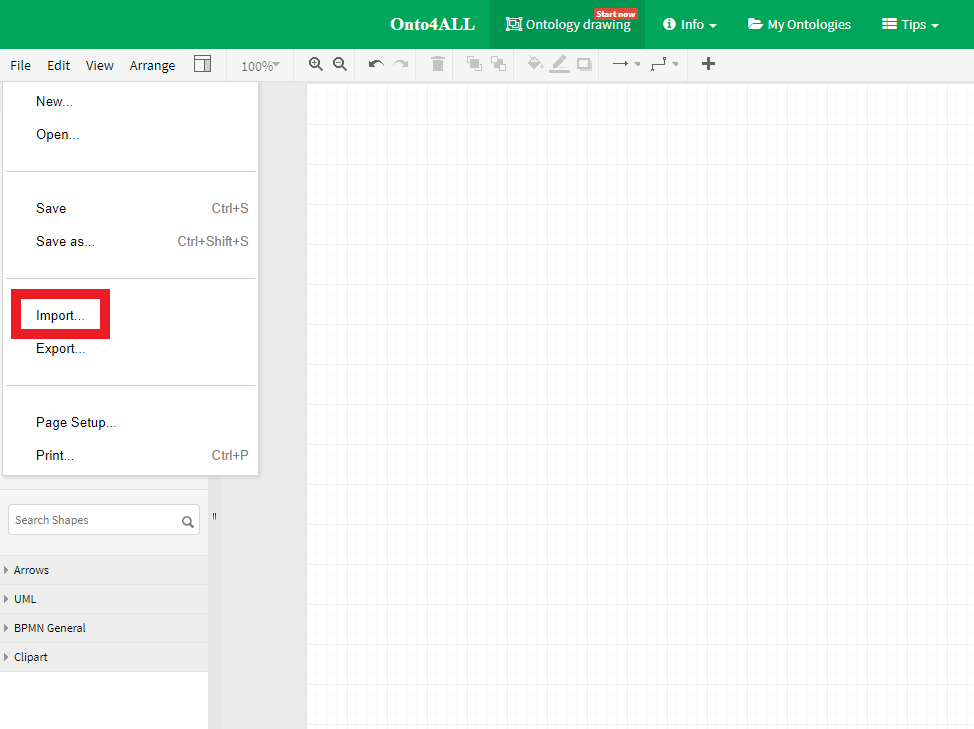 Onto4ALL
Start now
Ontology drawing
Info
My Ontologies
Tips
File Edit View Arrange 100%
New...
Open...
Save Ctrl+S
Save as... Ctrl+Shift+S
Import...
Export...
Page Setup...
Print... Ctrl+P
Search Shapes
Arrows
UML
BPMN General
Clipart